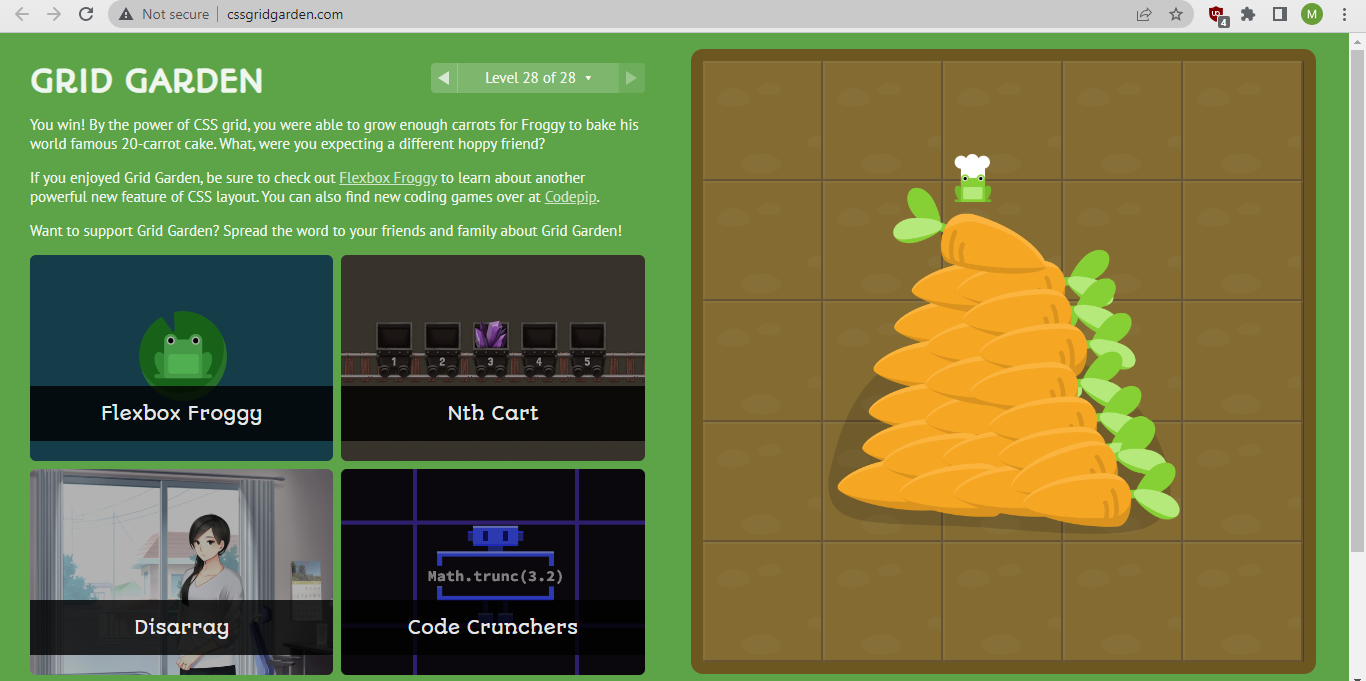 Not secure
cssgridgarden.com
4
M
GRID GARDEN
Level 28 of 28
You win! By the power of CSS grid, you were able to grow enough carrots for Froggy to bake his
world famous 20-carrot cake. What, were you expecting a different hoppy friend?
If you enjoyed Grid Garden, be sure to check out Flexbox Froggy to learn about another
powerful new feature of CSS layout. You can also find new coding games over at Codepip.
Want to support Grid Garden? Spread the word to your friends and family about Grid Garden!
1 2 3 4 5
Flexbox Froggy
Nth Cart
Math.trunc(3.2)
Disarray
Code Crunchers